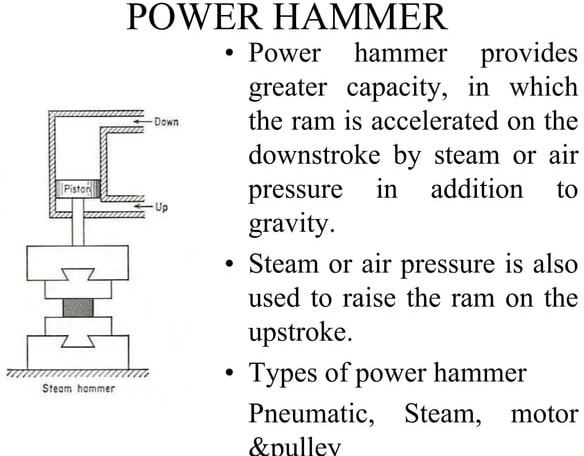 POWER HAMMER
• Power hammer provides
greater capacity, in which
the ram is accelerated on the
downstroke by steam or air
pressure in addition to
gravity.
• Steam or air pressure is also
used to raise the ram on the
upstroke.
• Types of power hammer
Pneumatic, Steam, motor
&pulley
Down
Piston
Up
Steam hammer